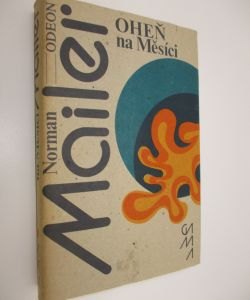 Norman
Mailer
ODEON
OHEŇ
na Měsíci
GAMA